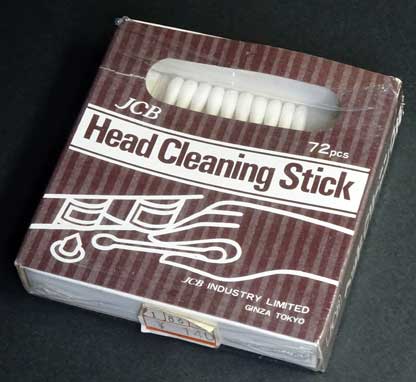 JCB
72pcs
Head Cleaning Stick
JCB INDUSTRY LIMITED
GINZA TOKYO